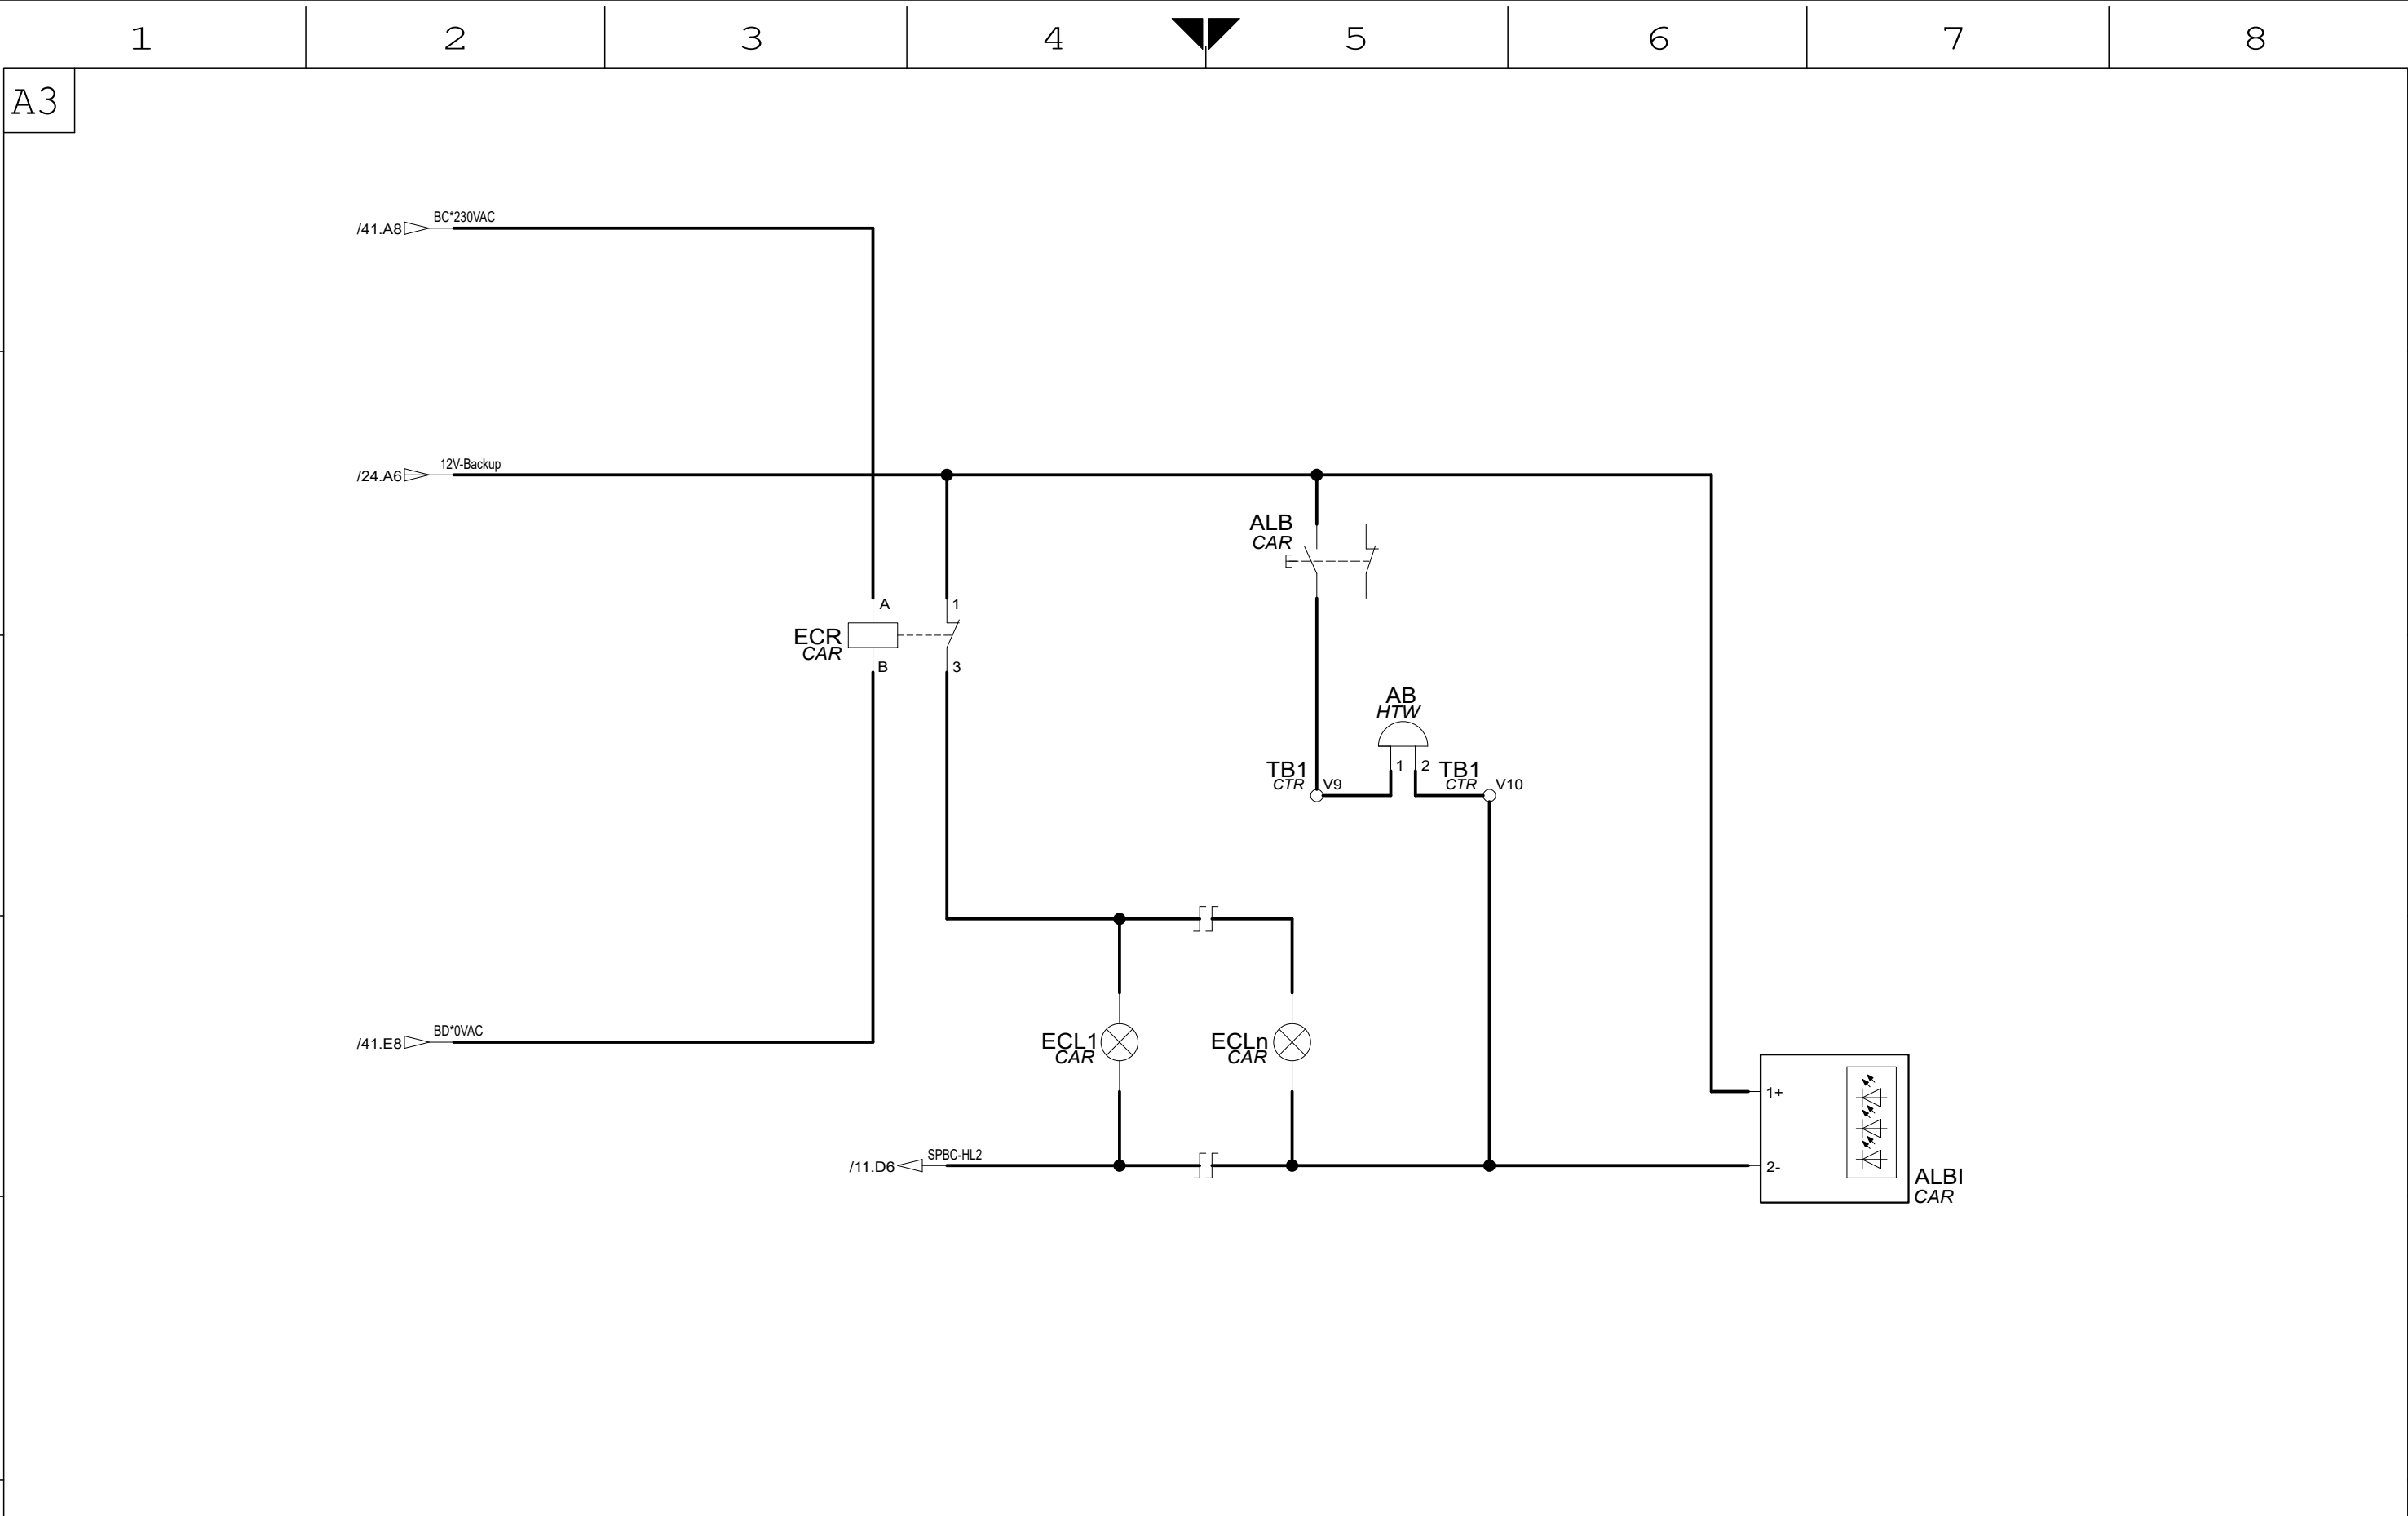 1 2 3 4 5 6 7 8
A3
BC*230VAC
/41.A8
12V-Backup
/24.A6
ALB
CAR
A 1
ECR
CAR
B 3
AB
HTW
TB1 1 2 TB1
CTR V9 CTR V10
BD*0VAC
/41.E8
ECL1 ECLn
CAR CAR
1+
SPBC-HL2
/11.D6 2-
ALBI
CAR